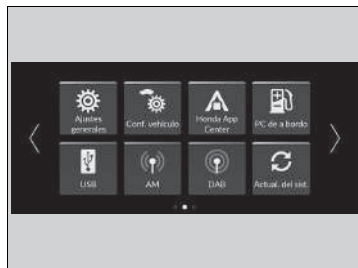 Ajustes
generales
Conf. vehículo
Honda App
Center
PC de a bordo
USB
AM
DAB
Actual. del sist.